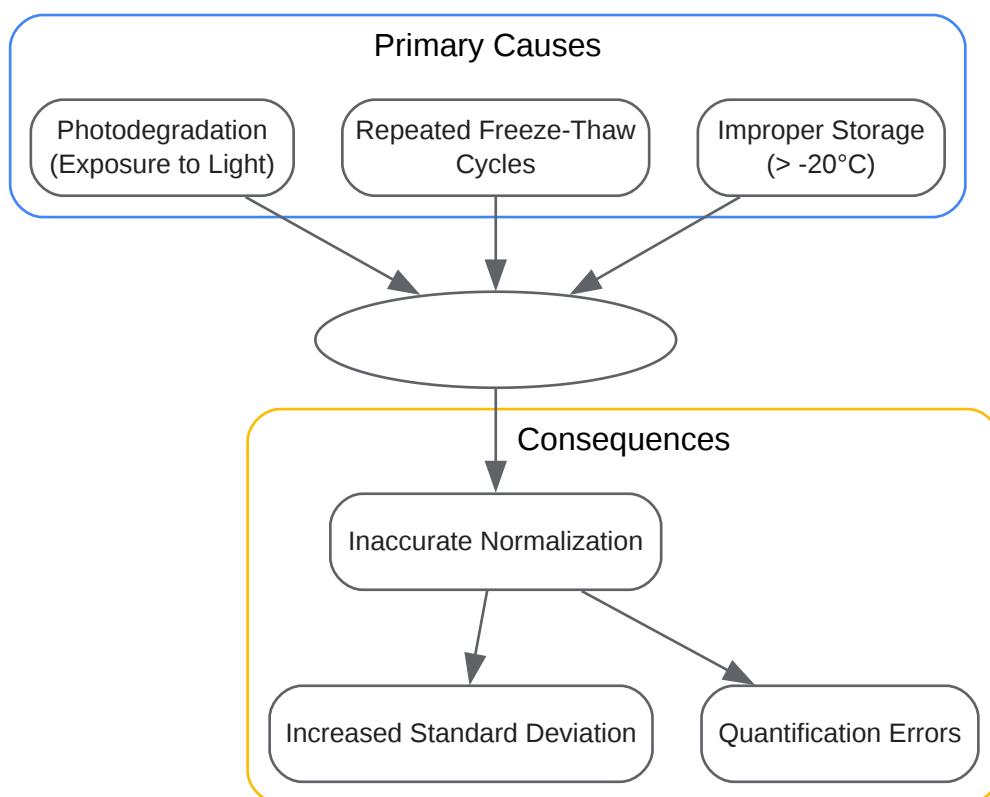 Primary Causes
Photodegradation
(Exposure to Light)
Repeated Freeze-Thaw
Cycles
Improper Storage
(> -20°C)
Consequences
Inaccurate Normalization
Increased Standard Deviation
Quantification Errors